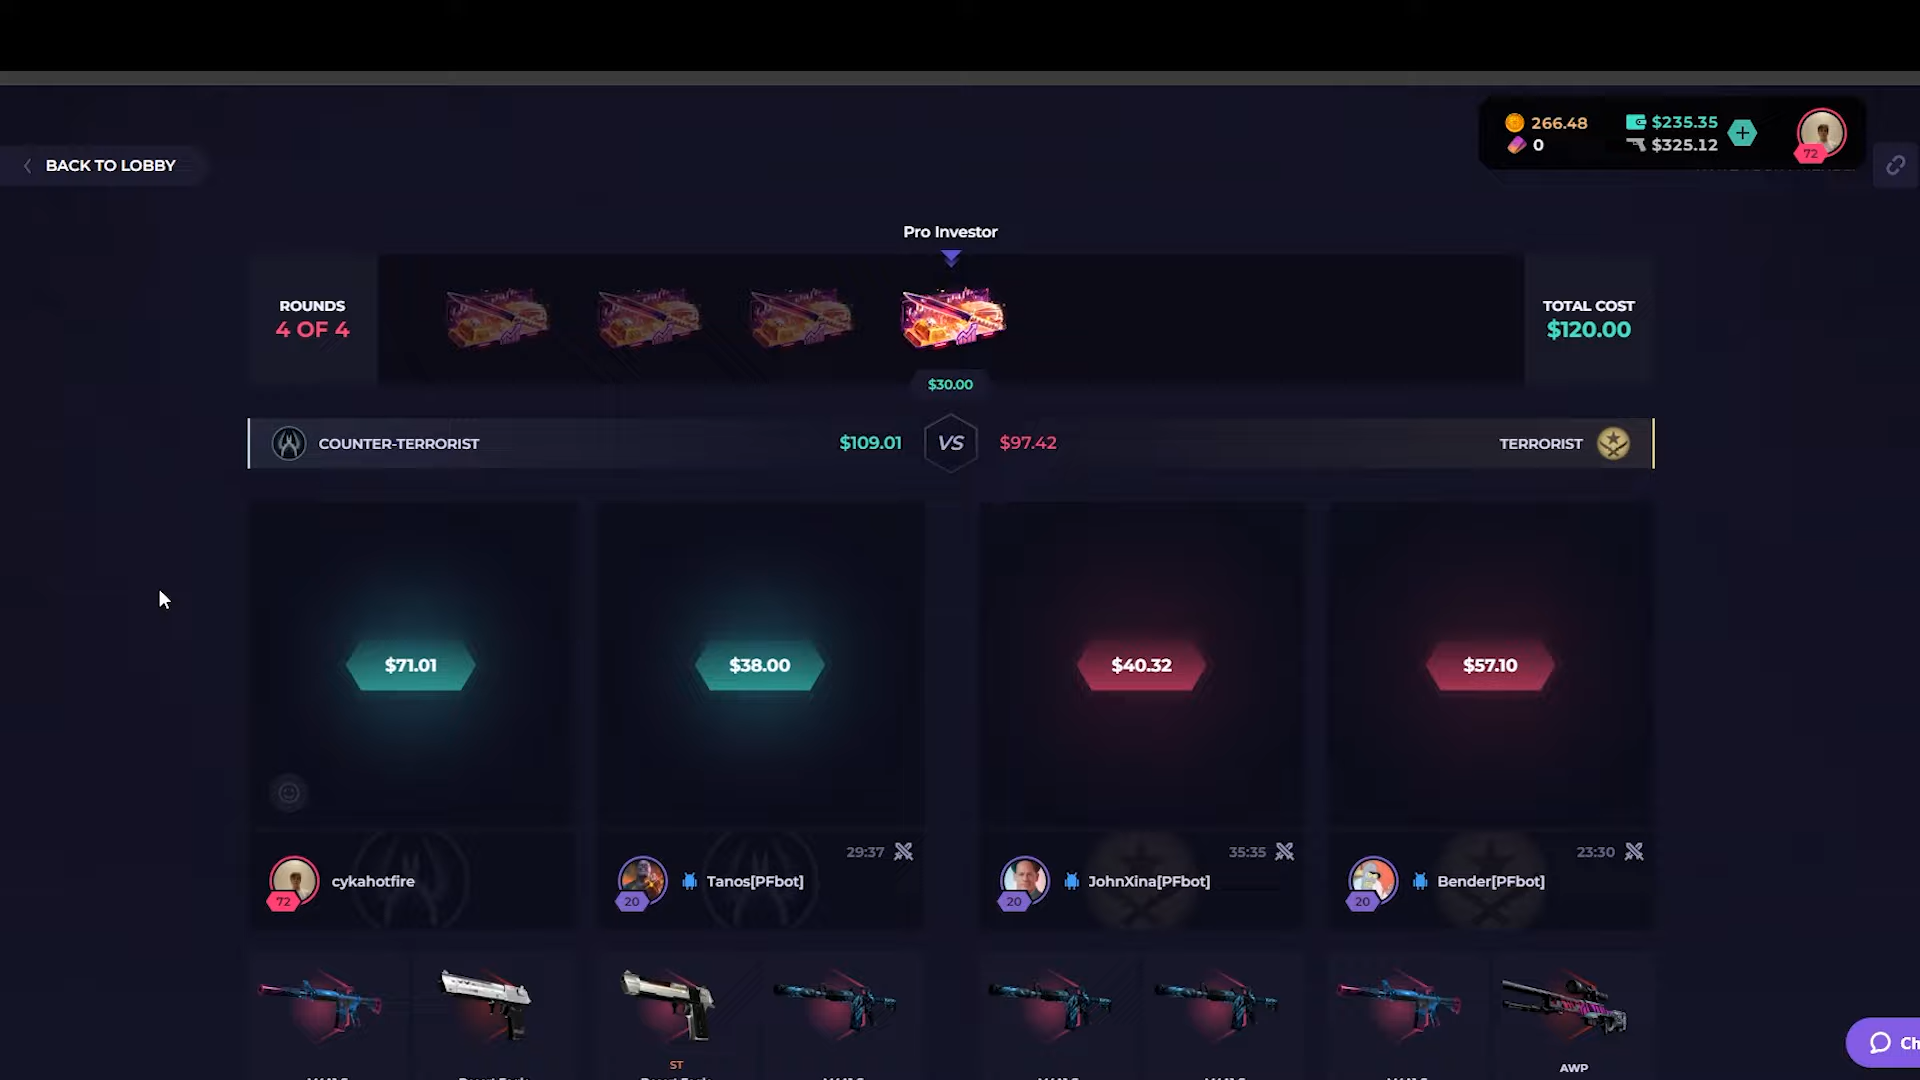 266.48
$235.35
0
$325.12
72
BACK TO LOBBY
Pro Investor
ROUNDS
4 OF 4
TOTAL COST
$120.00
$30.00
COUNTER-TERRORIST
$109.01
VS
$97.42
TERRORIST
$71.01
$38.00
$40.32
$57.10
29:37
35:35
23:30
cykahotfire
72
Tanos[PFbot]
20
JohnXina[PFbot]
20
Bender[PFbot]
20
Ch
ST
AWP